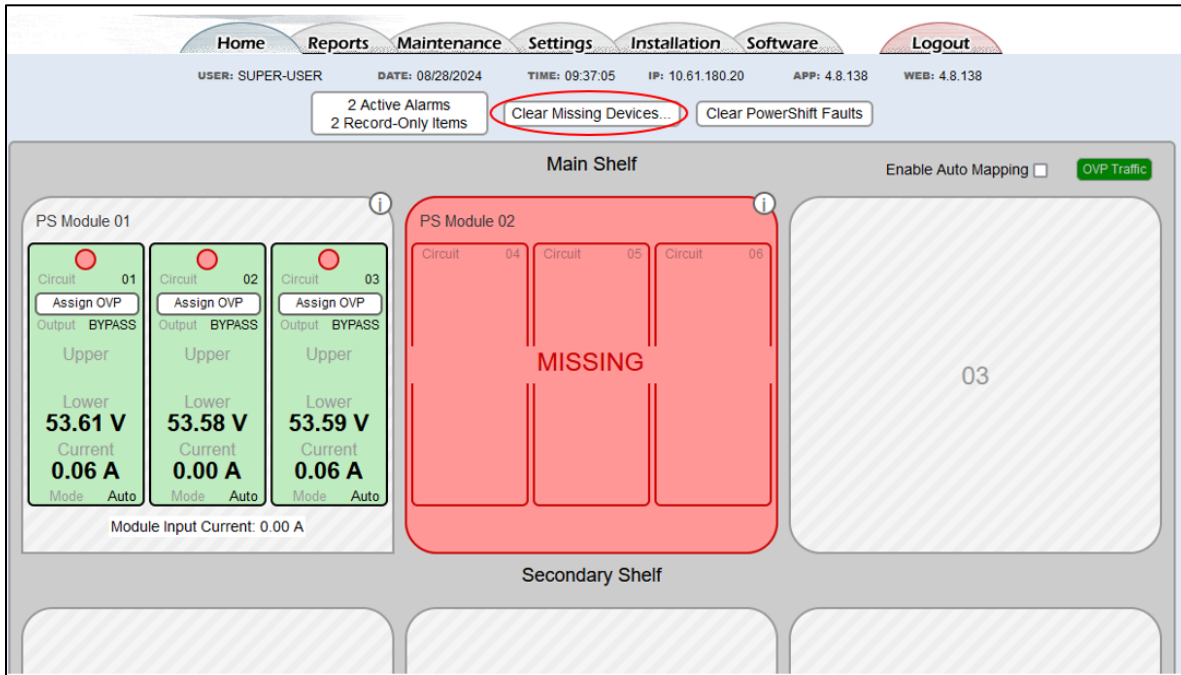 Home Reports Maintenance Settings Installation Software Logout
USER: SUPER-USER DATE: 08/28/2024 TIME: 09:37:05 IP: 10.61.180.20 APP: 4.8.138 WEB: 4.8.138
2 Active Alarms
2 Record-Only Items
Clear Missing Devices...
Clear PowerShift Faults
Main Shelf
Enable Auto Mapping
OVP Traffic
PS Module 01
i
Circuit 01
Assign OVP
Output BYPASS
Upper
Lower
53.61 V
Current
0.06 A
Mode Auto
Circuit 02
Assign OVP
Output BYPASS
Upper
Lower
53.58 V
Current
0.00 A
Mode Auto
Circuit 03
Assign OVP
Output BYPASS
Upper
Lower
53.59 V
Current
0.06 A
Mode Auto
Module Input Current: 0.00 A
PS Module 02
i
Circuit 04
Circuit 05
Circuit 06
MISSING
03
Secondary Shelf